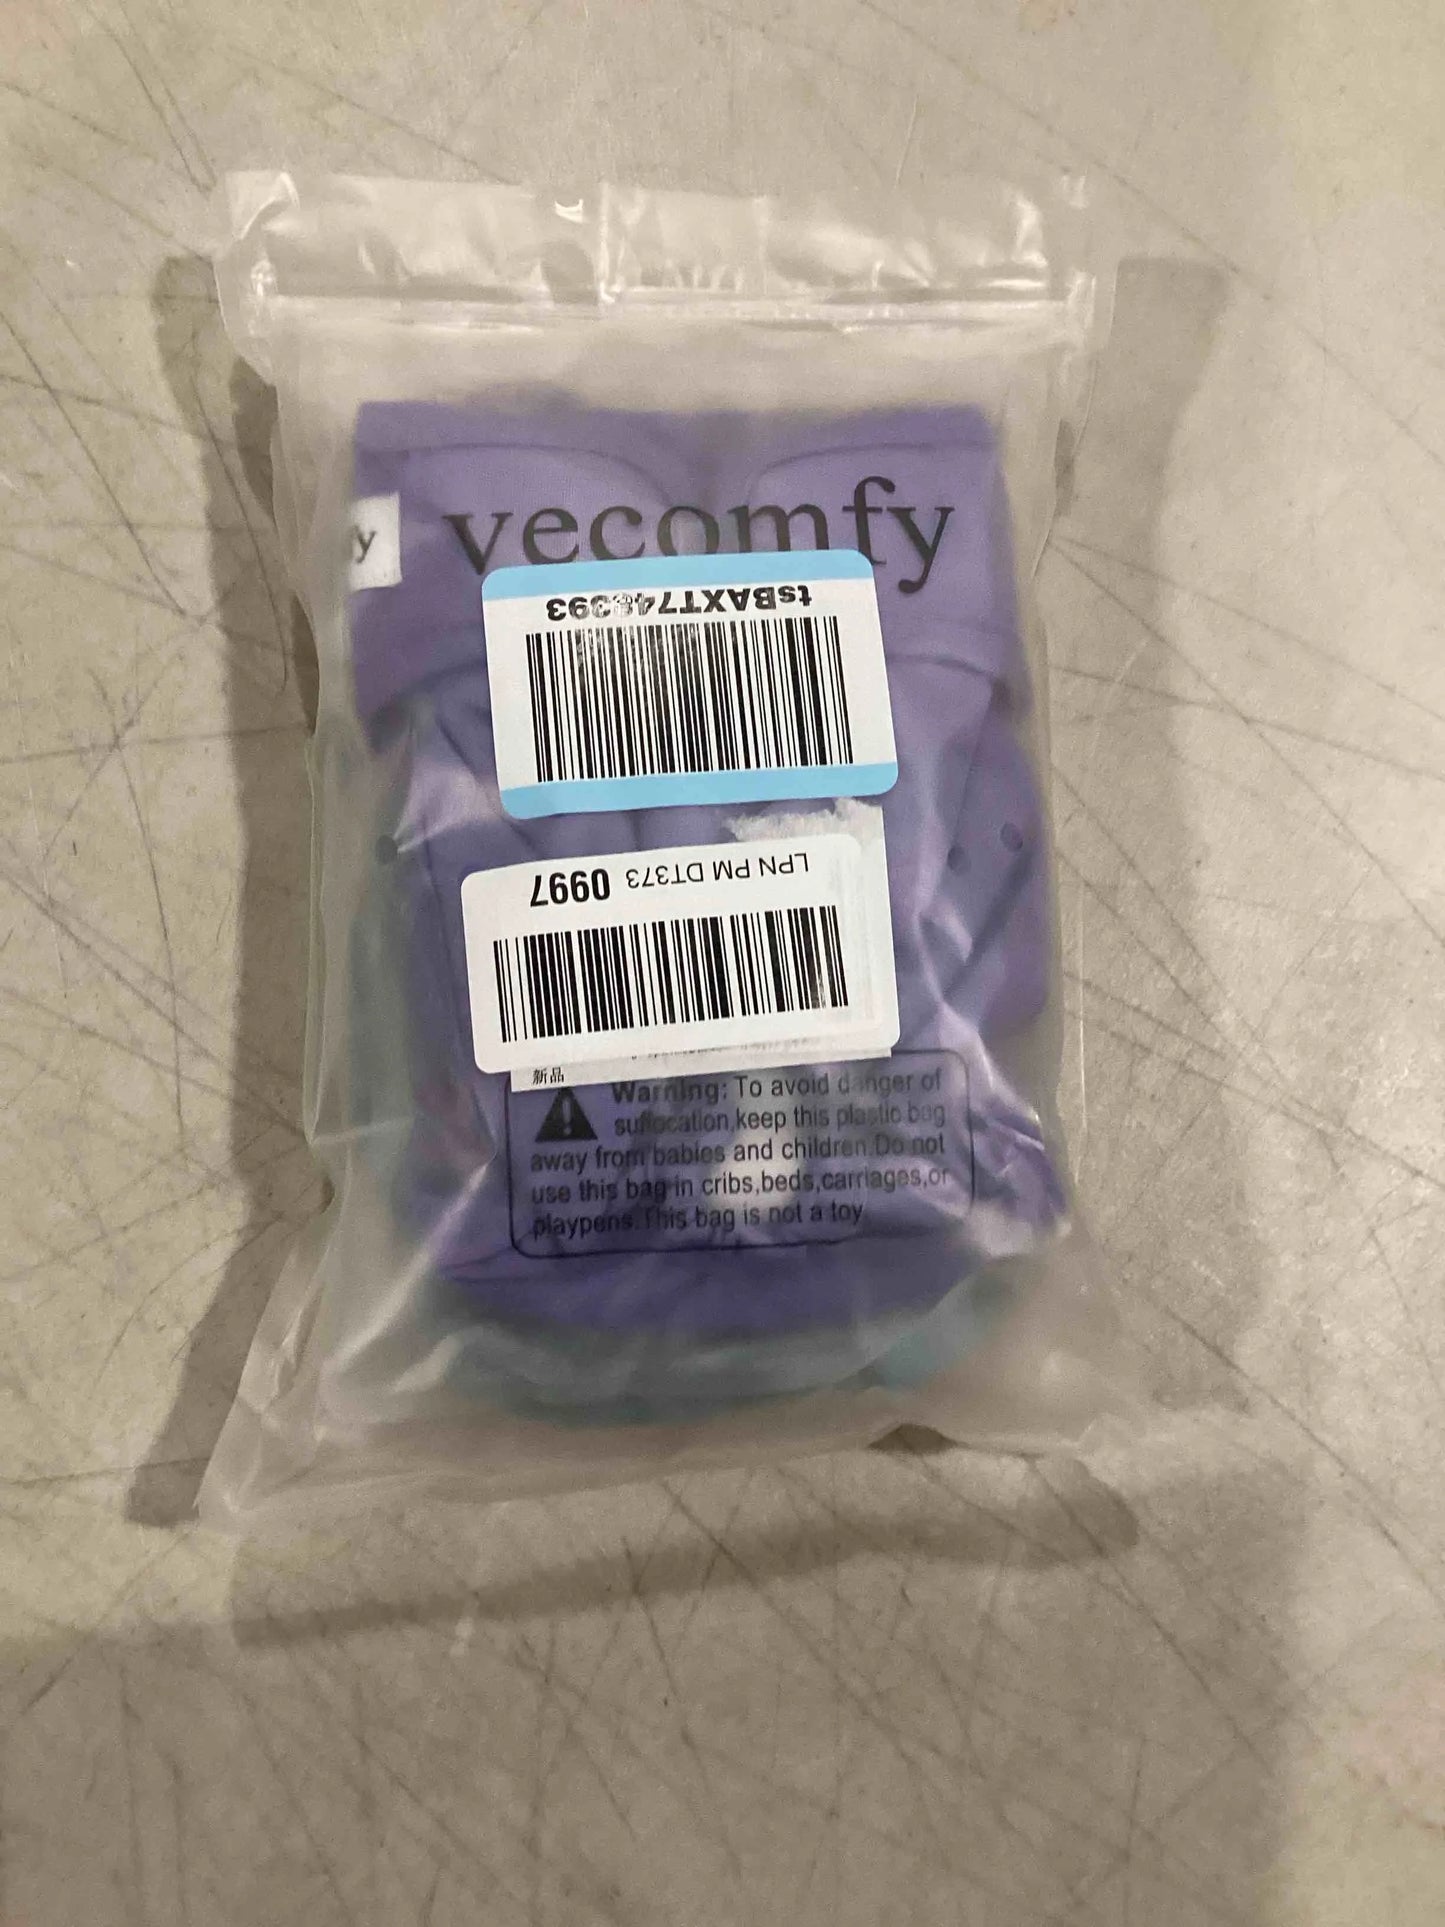 vecomfy
y
tsBAXT748393
LPN PM DT373 0997
新品
Warning: To avoid danger of
suffocation,keep this plastic bag
away from babies and children.Do not
use this bag in cribs,beds,carriages,or
playpens.This bag is not a toy